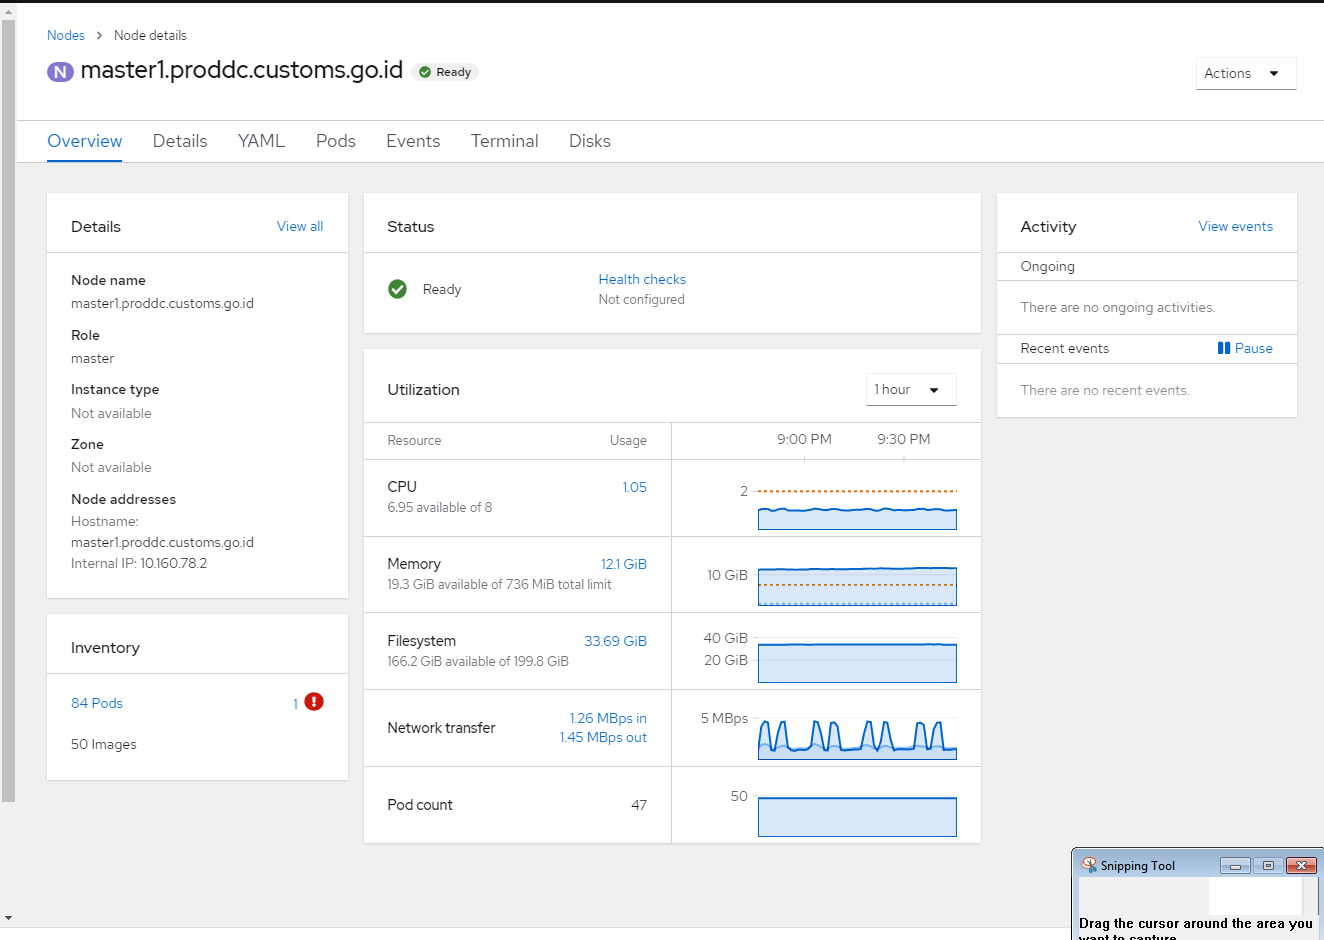 Nodes > Node details
N master1.proddc.customs.go.id Ready
Actions
Overview Details YAML Pods Events Terminal Disks
Details View all
Node name
master1.proddc.customs.go.id
Role
master
Instance type
Not available
Zone
Not available
Node addresses
Hostname:
master1.proddc.customs.go.id
Internal IP: 10.160.78.2
Inventory
84 Pods 1
50 Images
Status
Ready
Health checks
Not configured
Utilization 1 hour
Resource Usage 9:00 PM 9:30 PM
CPU 1.05
6.95 available of 8
2
Memory 12.1 GiB
19.3 GiB available of 736 MiB total limit
10 GiB
Filesystem 33.69 GiB
166.2 GiB available of 199.8 GiB
40 GiB
20 GiB
Network transfer 1.26 MBps in
1.45 MBps out
5 MBps
Pod count 47
50
Activity View events
Ongoing
There are no ongoing activities.
Recent events Pause
There are no recent events.
Snipping Tool
Drag the cursor around the area you
want to capture